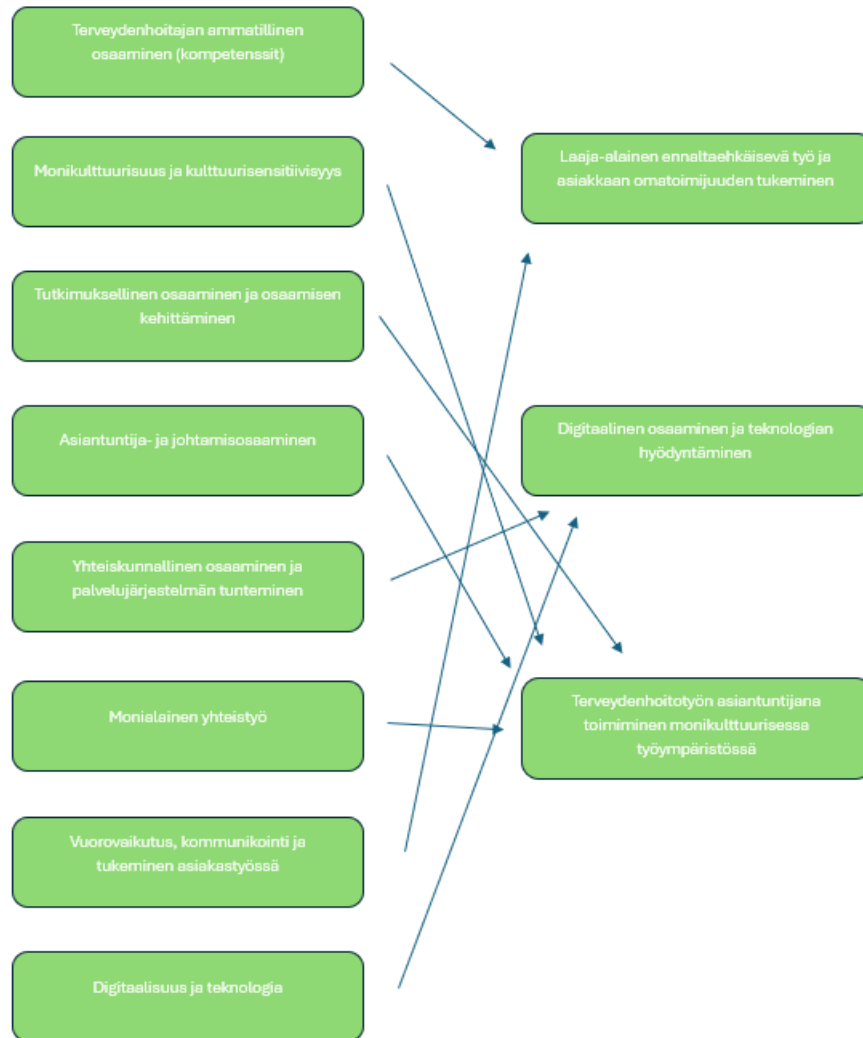 Terveydenhoitajan ammatillinen
osaaminen (kompetenssit)
Monikulttuurisuus ja kulttuurisensitiivisyys
Tutkimuksellinen osaaminen ja osaamisen
kehittäminen
Asiantuntija- ja johtamisosaaminen
Yhteiskunnallinen osaaminen ja
palvelujärjestelmän tunteminen
Monialainen yhteistyö
Vuorovaikutus, kommunikointi ja
tukeminen asiakastyössä
Digitaalisuus ja teknologia
Laaja-alainen ennaltaehkäisevä työ ja
asiakkaan omatoimijuuden tukeminen
Digitaalinen osaaminen ja teknologian
hyödyntäminen
Terveydenhoitotyön asiantuntijana
toimiminen monikulttuurisessa
työympäristössä